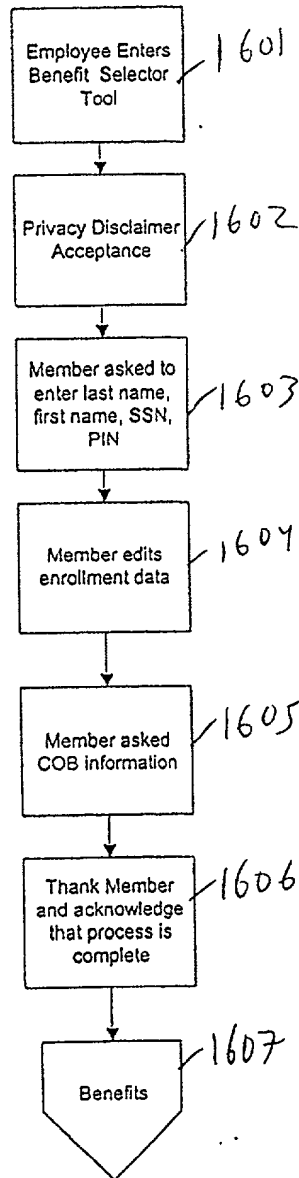 Employee Enters
Benefit Selector
Tool
1601
Privacy Disclaimer
Acceptance
1602
Member asked to
enter last name,
first name, SSN,
PIN
1603
Member edits
enrollment data
1604
Member asked
COB information
1605
Thank Member
and acknowledge
that process is
complete
1606
Benefits
1607